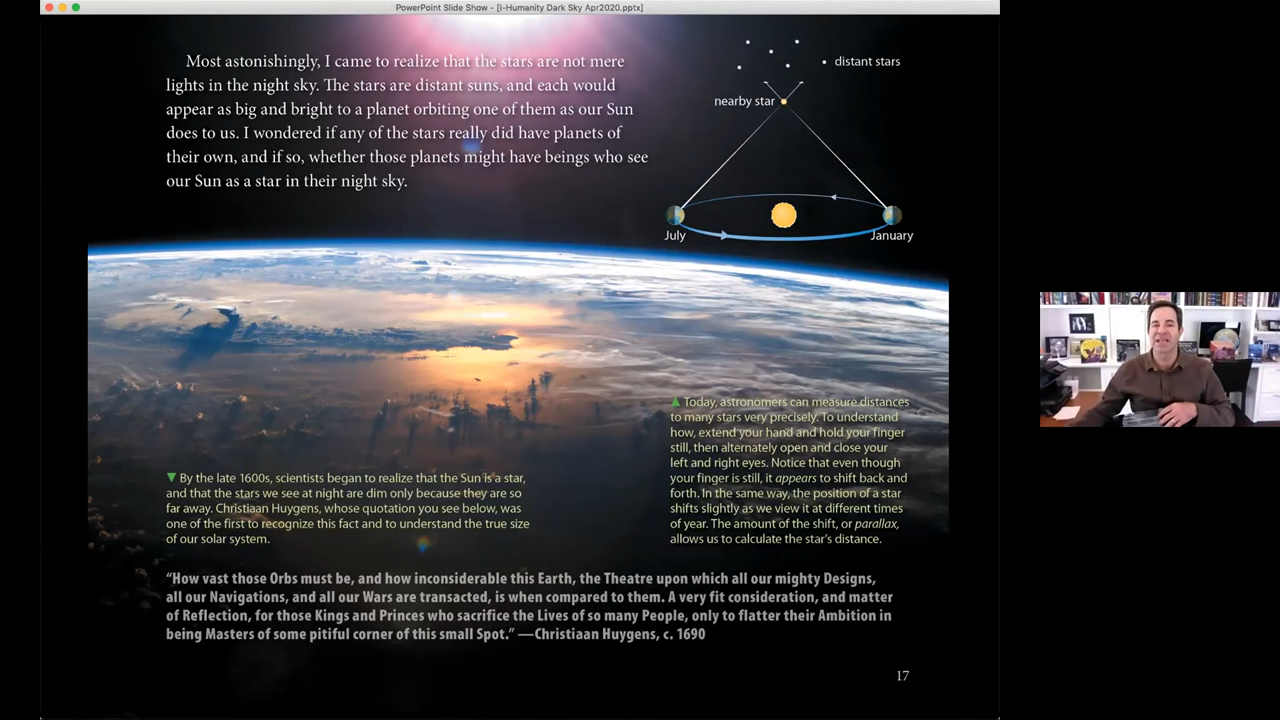 PowerPoint Slide Show - [I-Humanity Dark Sky Apr2020.pptx]
Most astonishingly, I came to realize that the stars are not mere
lights in the night sky. The stars are distant suns, and each would
appear as big and bright to a planet orbiting one of them as our Sun
does to us. I wondered if any of the stars really did have planets of
their own, and if so, whether those planets might have beings who see
our Sun as a star in their night sky.
distant stars
nearby star
July
January
▲ Today, astronomers can measure distances
to many stars very precisely. To understand
how, extend your hand and hold your finger
still, then alternately open and close your
left and right eyes. Notice that even though
your finger is still, it appears to shift back and
forth. In the same way, the position of a star
shifts slightly as we view it at different times
of year. The amount of the shift, or parallax,
allows us to calculate the star's distance.
▼ By the late 1600s, scientists began to realize that the Sun is a star,
and that the stars we see at night are dim only because they are so
far away. Christiaan Huygens, whose quotation you see below, was
one of the first to recognize this fact and to understand the true size
of our solar system.
“How vast those Orbs must be, and how inconsiderable this Earth, the Theatre upon which all our mighty Designs,
all our Navigations, and all our Wars are transacted, is when compared to them. A very fit consideration, and matter
of Reflection, for those Kings and Princes who sacrifice the Lives of so many People, only to flatter their Ambition in
being Masters of some pitiful corner of this small Spot.” —Christiaan Huygens, c. 1690
17